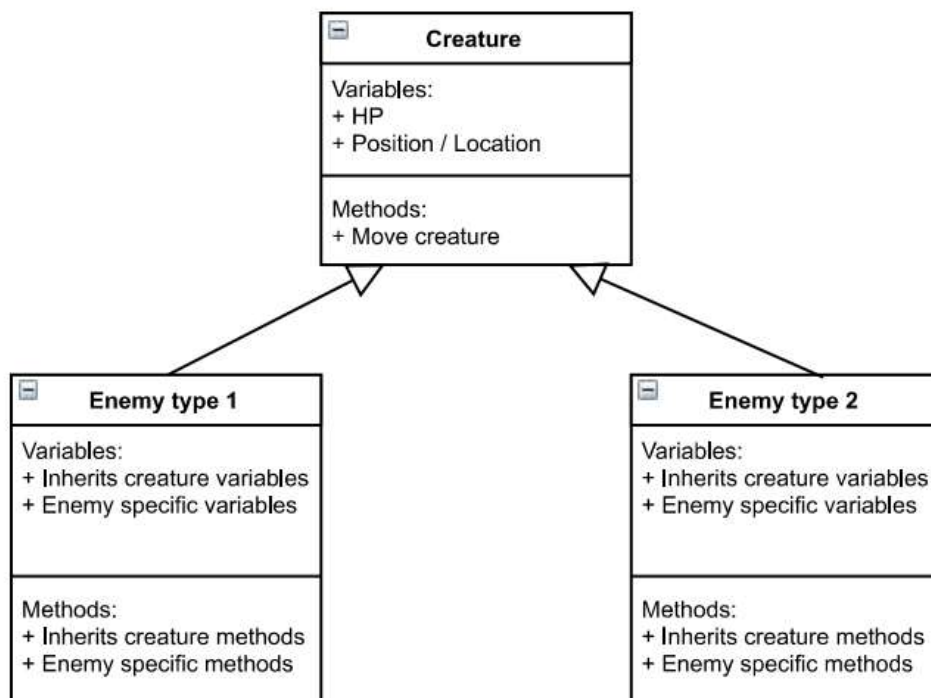 Creature
Variables:
+ HP
+ Position / Location
Methods:
+ Move creature
Enemy type 1
Variables:
+ Inherits creature variables
+ Enemy specific variables
Methods:
+ Inherits creature methods
+ Enemy specific methods
Enemy type 2
Variables:
+ Inherits creature variables
+ Enemy specific variables
Methods:
+ Inherits creature methods
+ Enemy specific methods